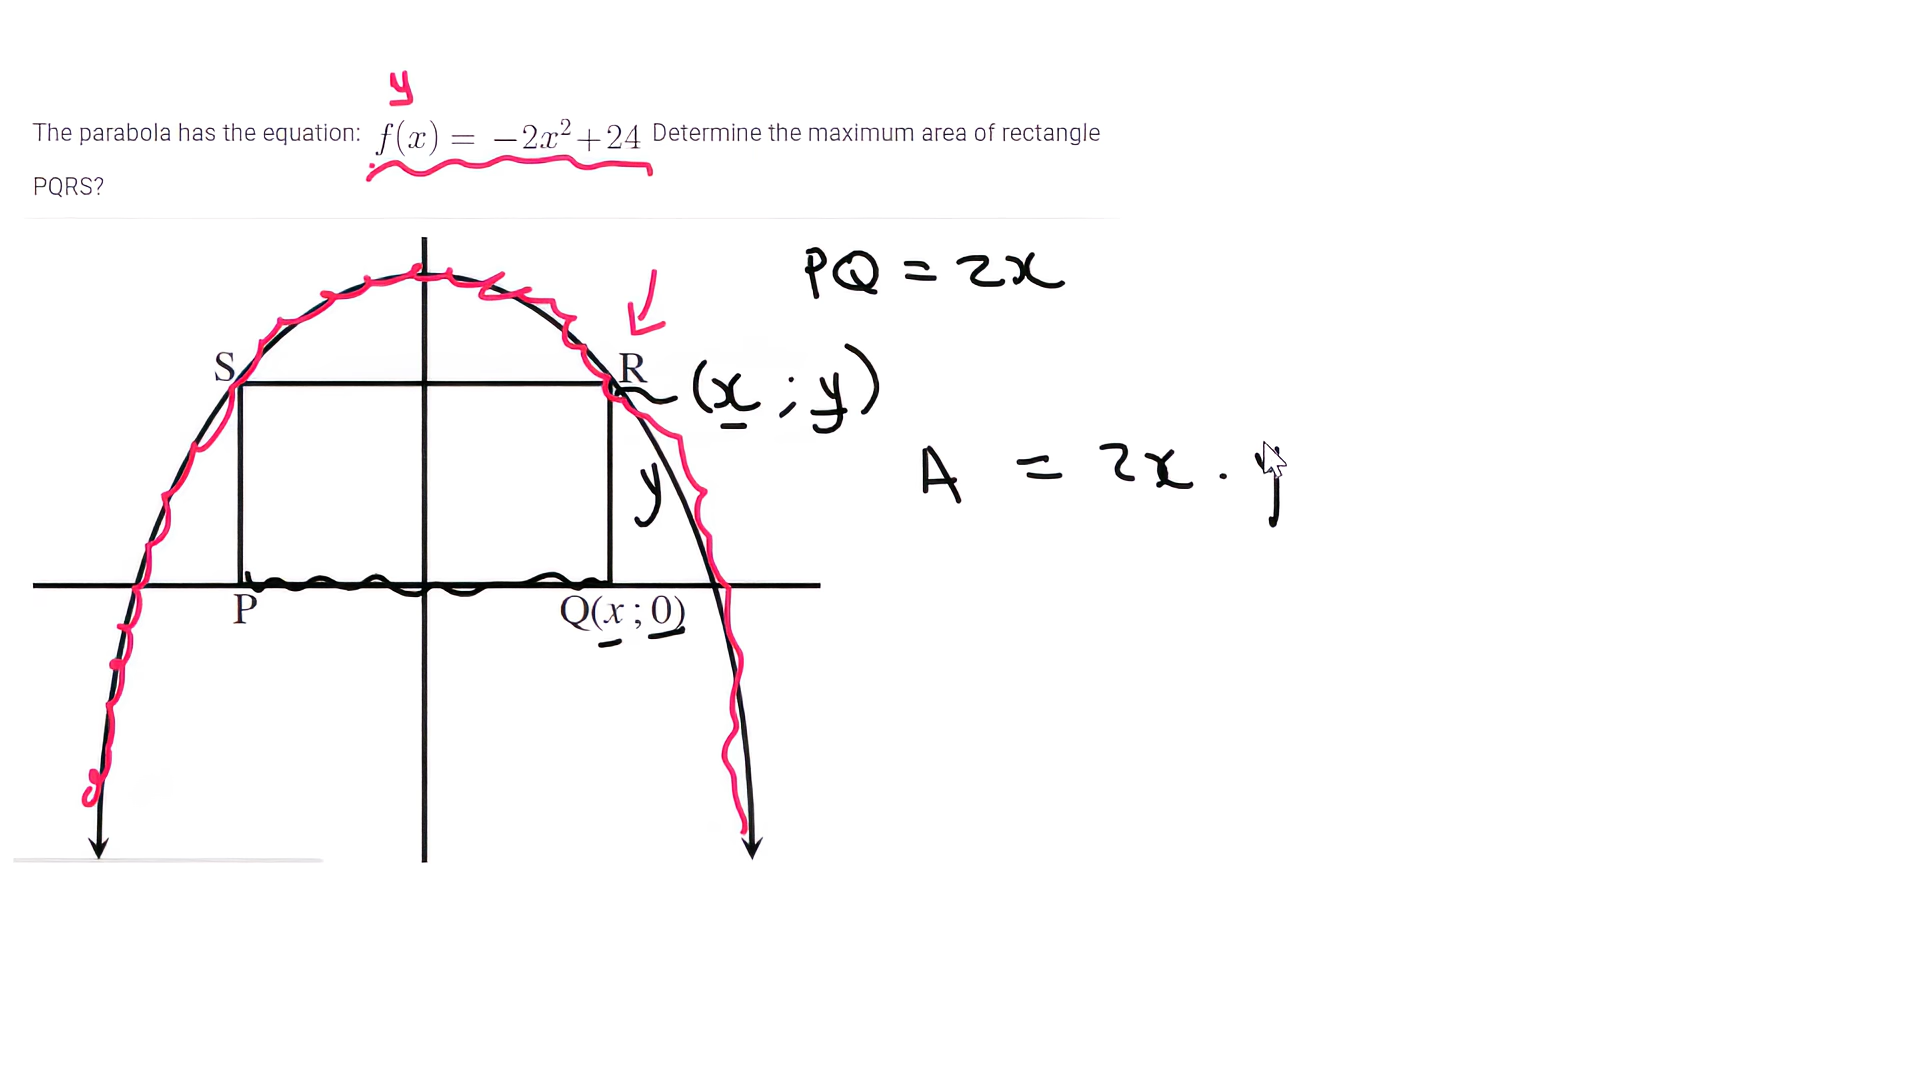 y
The parabola has the equation: f(x) = −2x²+24 Determine the maximum area of rectangle
PQRS?
PQ = 2x
S
R
(x ; y)
A = 2x . y
y
P
Q(x ; 0)